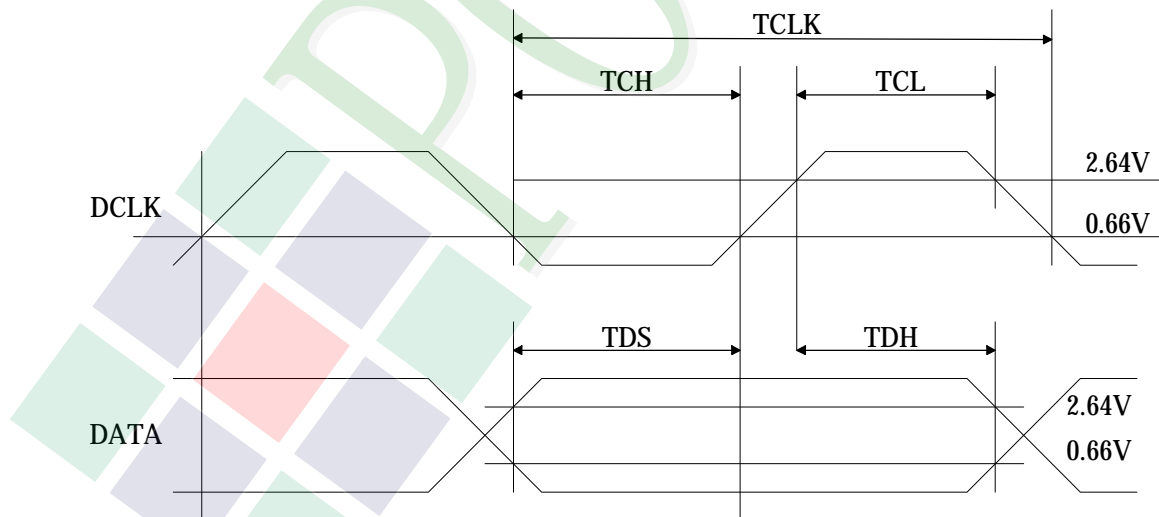 TCLK
TCH TCL
2.64V
DCLK
0.66V
TDS TDH
2.64V
DATA
0.66V